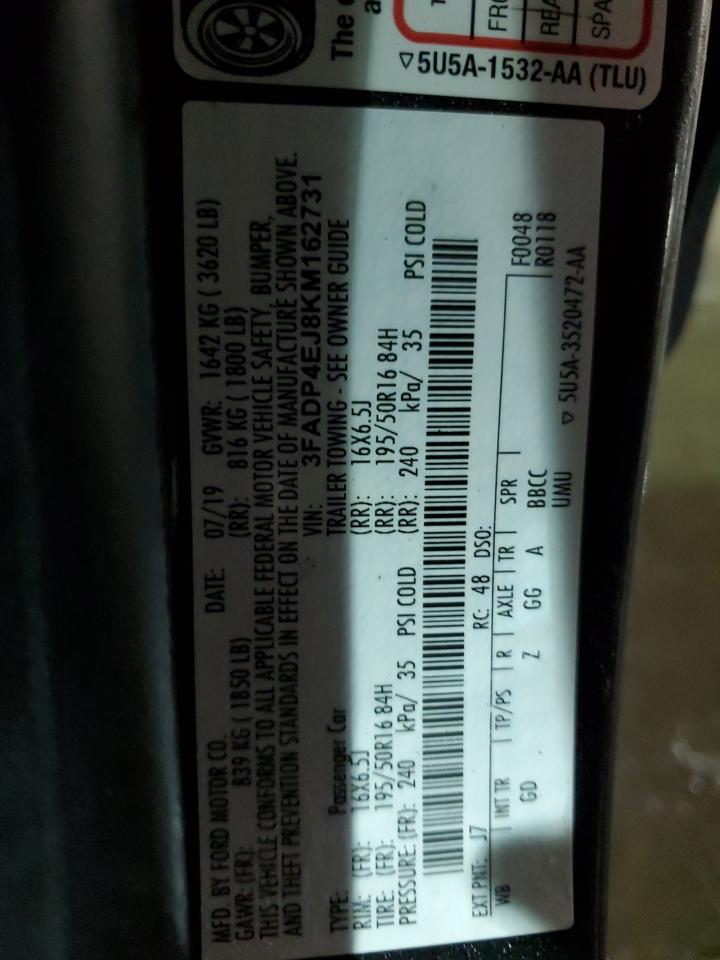 The
a
FRO
REA
SPA
▽5U5A-1532-AA (TLU)
MFD. BY FORD MOTOR CO. DATE: 07/19 GVWR: 1642 KG ( 3620 LB)
GAWR: (FR): 839 KG ( 1850 LB) (RR): 816 KG ( 1800 LB)
THIS VEHICLE CONFORMS TO ALL APPLICABLE FEDERAL MOTOR VEHICLE SAFETY, BUMPER,
AND THEFT PREVENTION STANDARDS IN EFFECT ON THE DATE OF MANUFACTURE SHOWN ABOVE.
VIN: 3FADP4EJ8KM162731
TYPE: Passenger Car TRAILER TOWING - SEE OWNER GUIDE
RIM: (FR): 16X6.5J (RR): 16X6.5J
TIRE: (FR): 195/50R16 84H (RR): 195/50R16 84H
PRESSURE: (FR): 240 kPa/ 35 PSI COLD (RR): 240 kPa/ 35 PSI COLD
EXT PNT: J7 RC: 48 DSO:
WB INT TR TP/PS R AXLE TR SPR F0048
GD Z GG A BBCC R0118
UMU ▽ 5U5A-3520472-AA